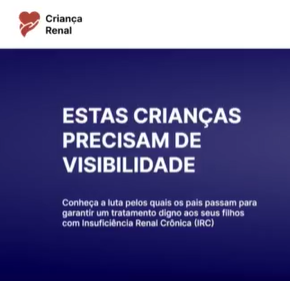 Criança
Renal
ESTAS CRIANÇAS
PRECISAM DE
VISIBILIDADE
Conheça a luta pelos quais os pais passam para
garantir um tratamento digno aos seus filhos
com Insuficiência Renal Crônica (IRC)